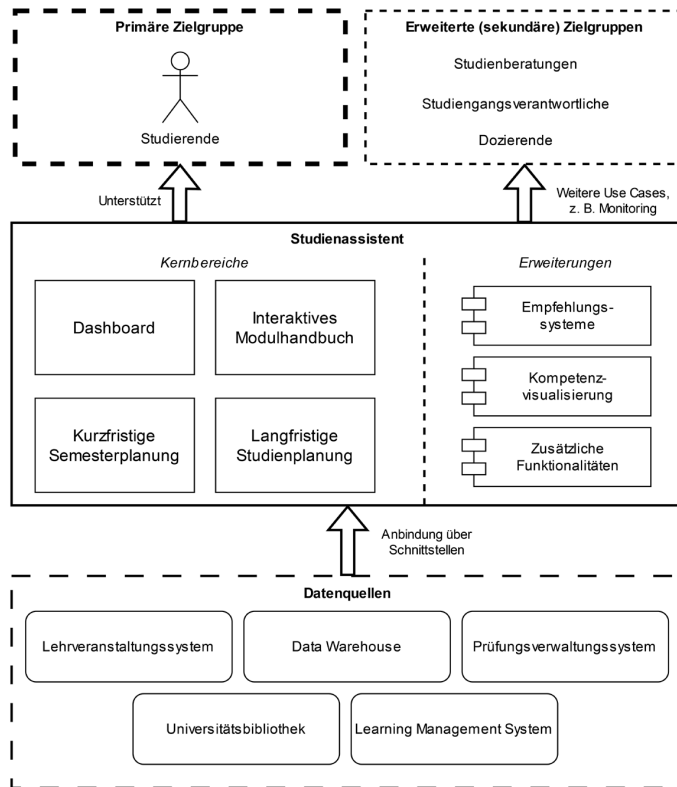 Primäre Zielgruppe
Studierende
Erweiterte (sekundäre) Zielgruppen
Studienberatungen
Studiengangsverantwortliche
Dozierende
Unterstützt
Weitere Use Cases,
z. B. Monitoring
Studienassistent
Kernbereiche
Dashboard
Interaktives
Modulhandbuch
Kurzfristige
Semesterplanung
Langfristige
Studienplanung
Erweiterungen
Empfehlungs-
systeme
Kompetenz-
visualisierung
Zusätzliche
Funktionalitäten
Anbindung über
Schnittstellen
Datenquellen
Lehrveranstaltungssystem
Data Warehouse
Prüfungsverwaltungssystem
Universitätsbibliothek
Learning Management System